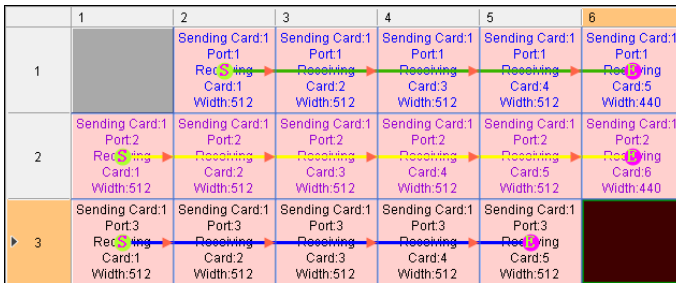 1 2 3 4 5 6
1
Sending Card:1 Sending Card:1 Sending Card:1 Sending Card:1 Sending Card:1
Port:1 Port:1 Port:1 Port:1 Port:1
Receiving Receiving Receiving Receiving Receiving
S E
Card:1 Card:2 Card:3 Card:4 Card:5
Width:512 Width:512 Width:512 Width:512 Width:440
2
Sending Card:1 Sending Card:1 Sending Card:1 Sending Card:1 Sending Card:1 Sending Card:1
Port:2 Port:2 Port:2 Port:2 Port:2 Port:2
Receiving Receiving Receiving Receiving Receiving Receiving
S E
Card:1 Card:2 Card:3 Card:4 Card:5 Card:6
Width:512 Width:512 Width:512 Width:512 Width:512 Width:440
3
Sending Card:1 Sending Card:1 Sending Card:1 Sending Card:1 Sending Card:1
Port:3 Port:3 Port:3 Port:3 Port:3
Receiving Receiving Receiving Receiving Receiving
S E
Card:1 Card:2 Card:3 Card:4 Card:5
Width:512 Width:512 Width:512 Width:512 Width:512